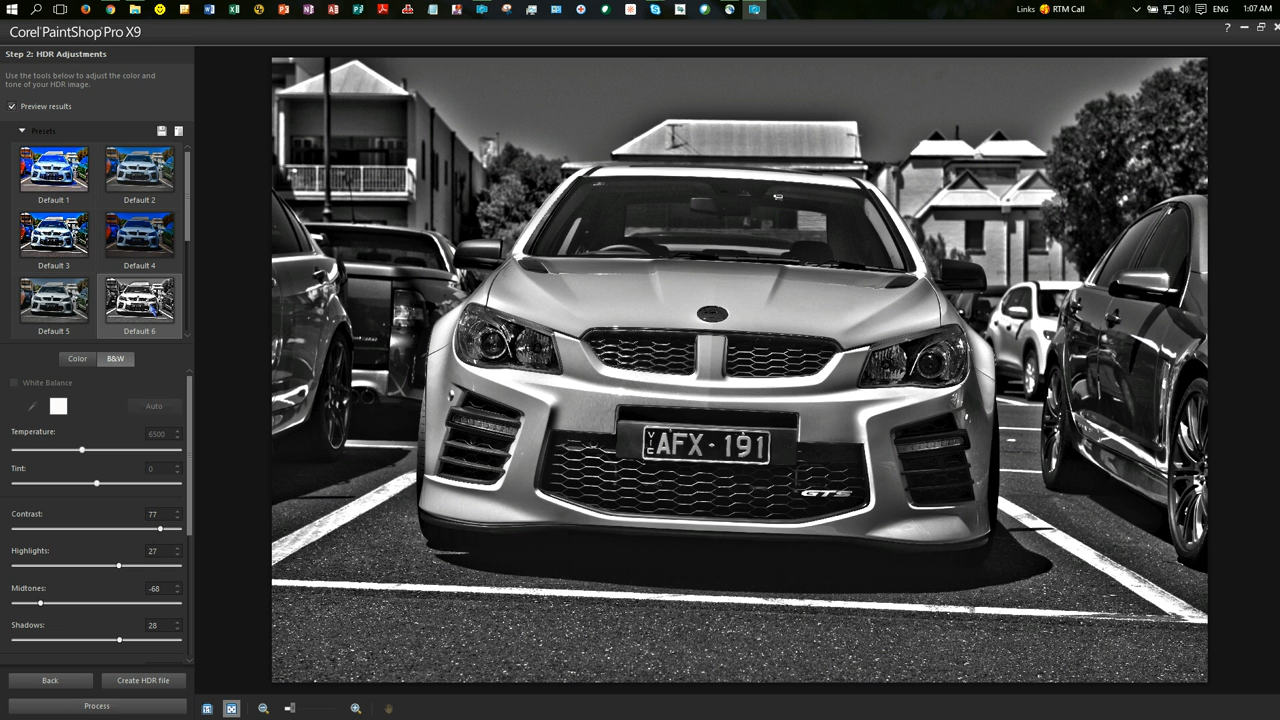 Links RTM Call ENG 1:07 AM
Corel PaintShop Pro X9
Step 2: HDR Adjustments
Use the tools below to adjust the color and
tone of your HDR image.
Preview results
Presets
Default 1 Default 2
Default 3 Default 4
Default 5 Default 6
Color B&W
White Balance
Auto
Temperature: 6500
Tint: 0
Contrast: 77
Highlights: 27
Midtones: -68
Shadows: 28
Back Create HDR file
Process
VIC AFX-191
GTS